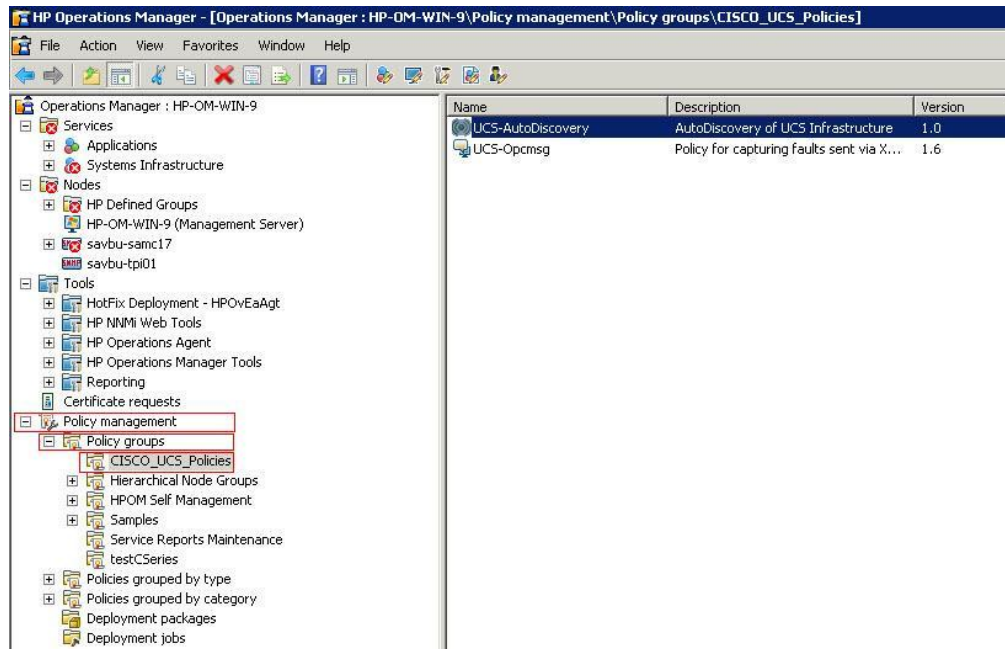 HP Operations Manager - [Operations Manager : HP-OM-WIN-9\Policy management\Policy groups\CISCO_UCS_Policies]
File Action View Favorites Window Help
Operations Manager : HP-OM-WIN-9
Services
Applications
Systems Infrastructure
Nodes
HP Defined Groups
HP-OM-WIN-9 (Management Server)
savbu-samc17
savbu-tpi01
Tools
HotFix Deployment - HPOvEaAgt
HP NNMi Web Tools
HP Operations Agent
HP Operations Manager Tools
Reporting
Certificate requests
Policy management
Policy groups
CISCO_UCS_Policies
Hierarchical Node Groups
HPOM Self Management
Samples
Service Reports Maintenance
testCSeries
Policies grouped by type
Policies grouped by category
Deployment packages
Deployment jobs
Name Description Version
UCS-AutoDiscovery AutoDiscovery of UCS Infrastructure 1.0
UCS-Opcmsg Policy for capturing faults sent via X... 1.6